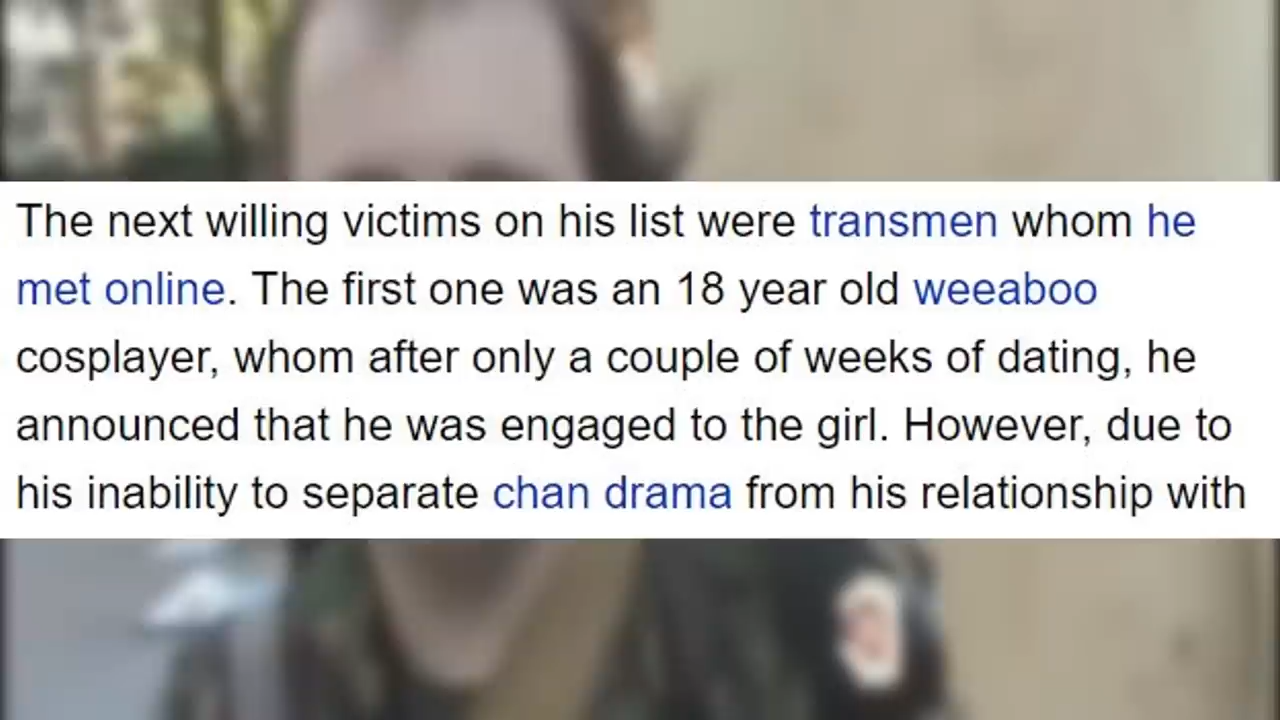 The next willing victims on his list were transmen whom he
met online. The first one was an 18 year old weeaboo
cosplayer, whom after only a couple of weeks of dating, he
announced that he was engaged to the girl. However, due to
his inability to separate chan drama from his relationship with